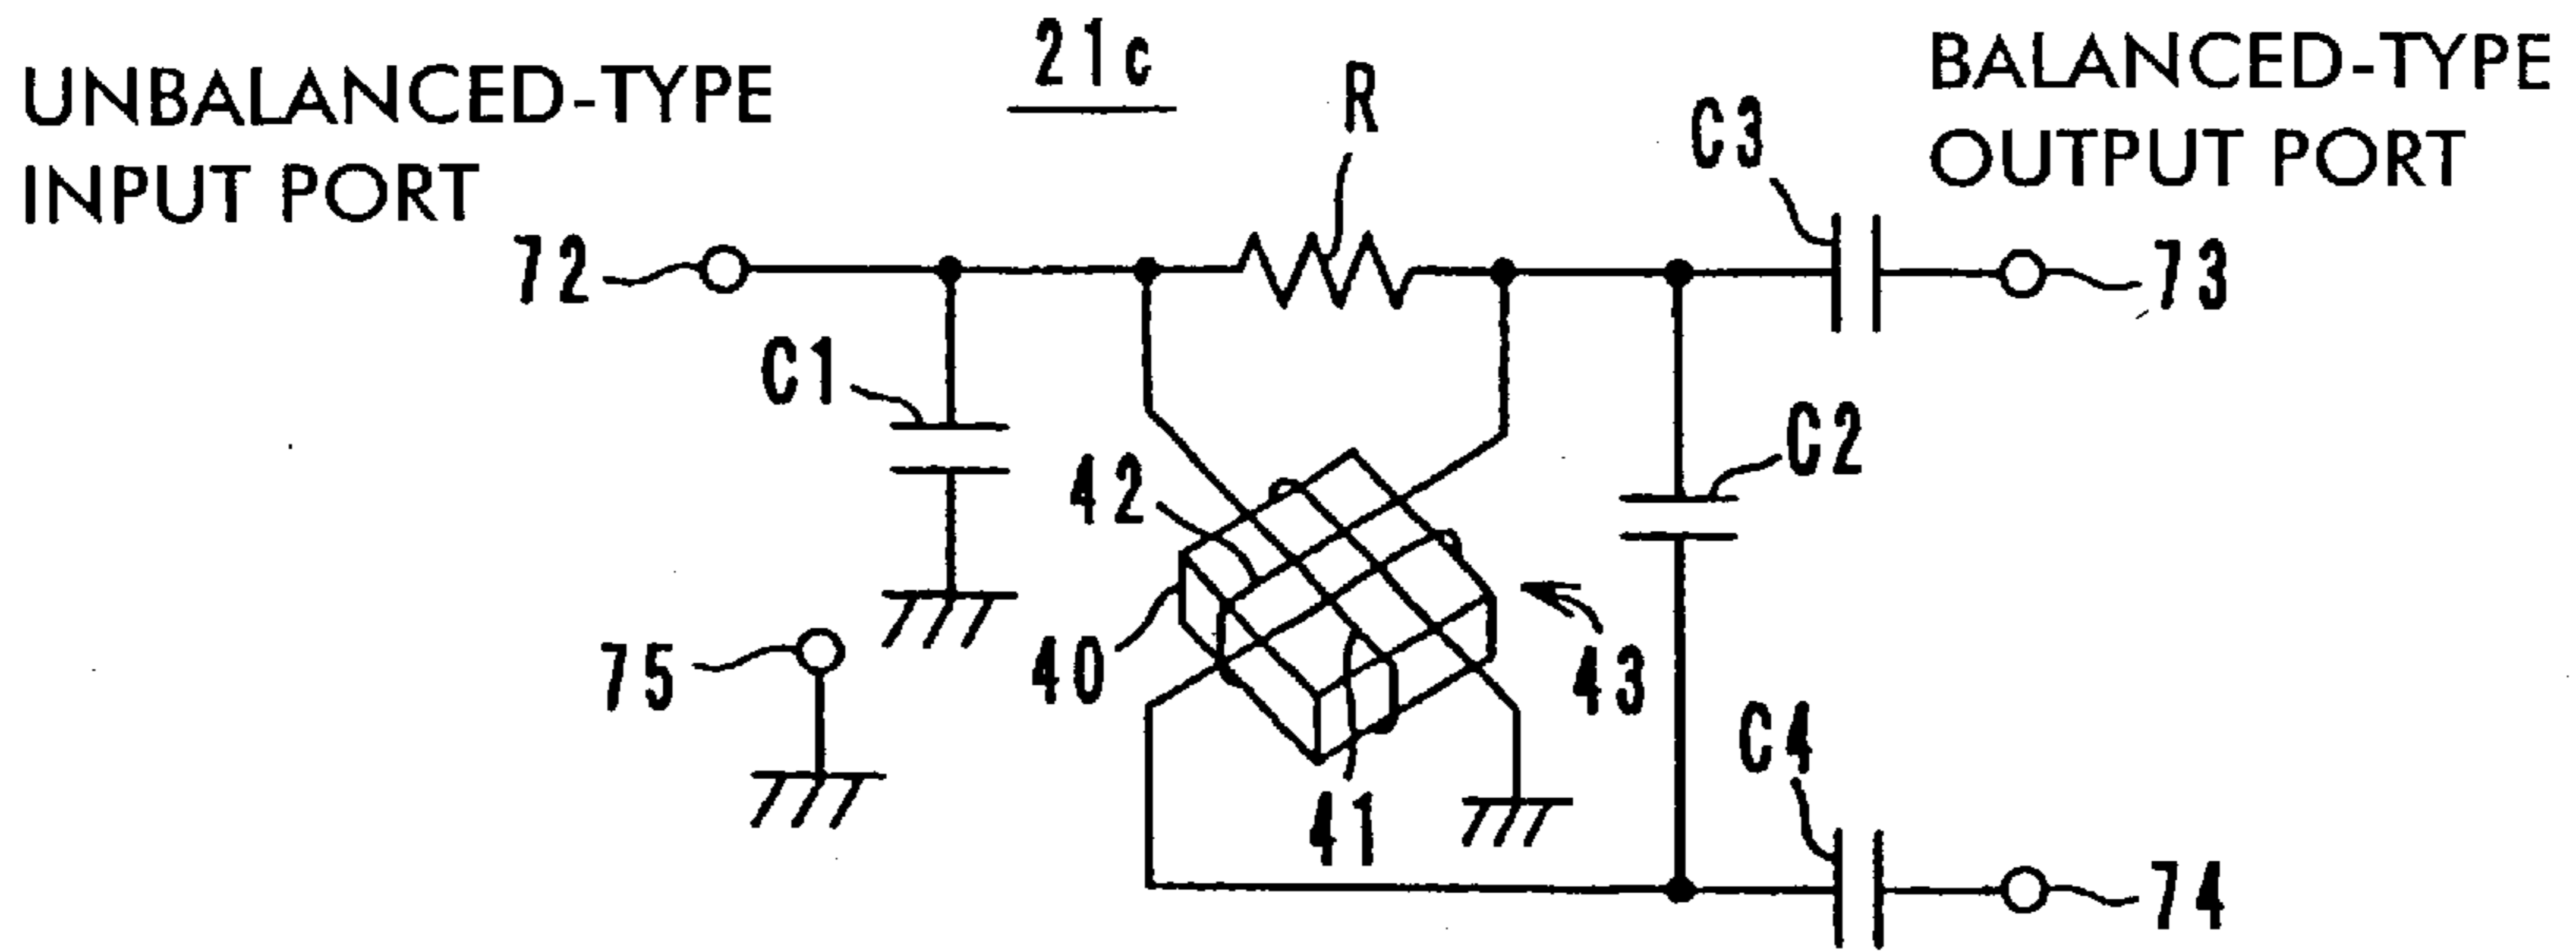 UNBALANCED-TYPE
INPUT PORT
21c
R
C3
BALANCED-TYPE
OUTPUT PORT
72
73
C1
C2
42
75
40
43
41
C4
74